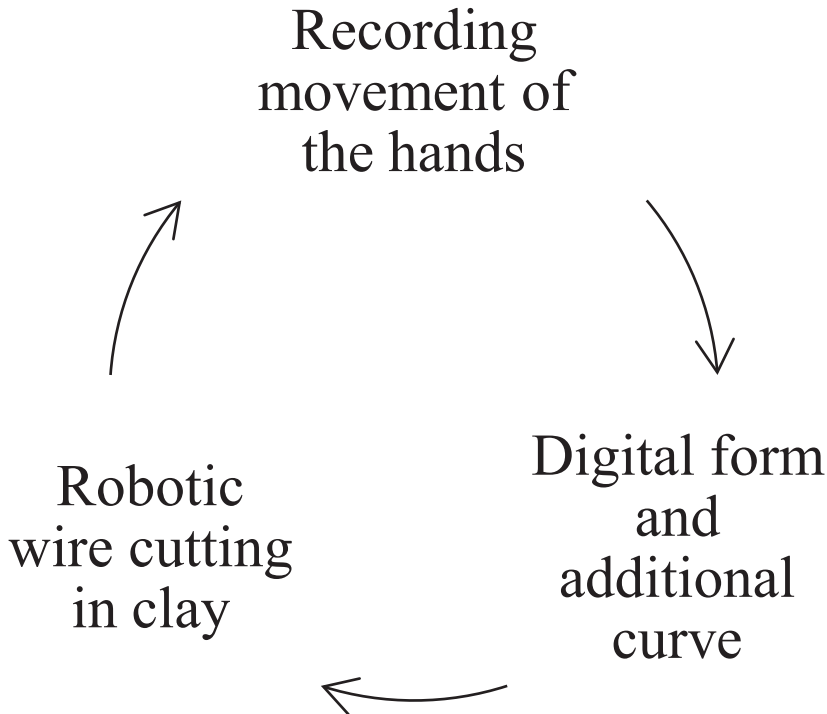 Recording
movement of
the hands
Digital form
and
additional
curve
Robotic
wire cutting
in clay